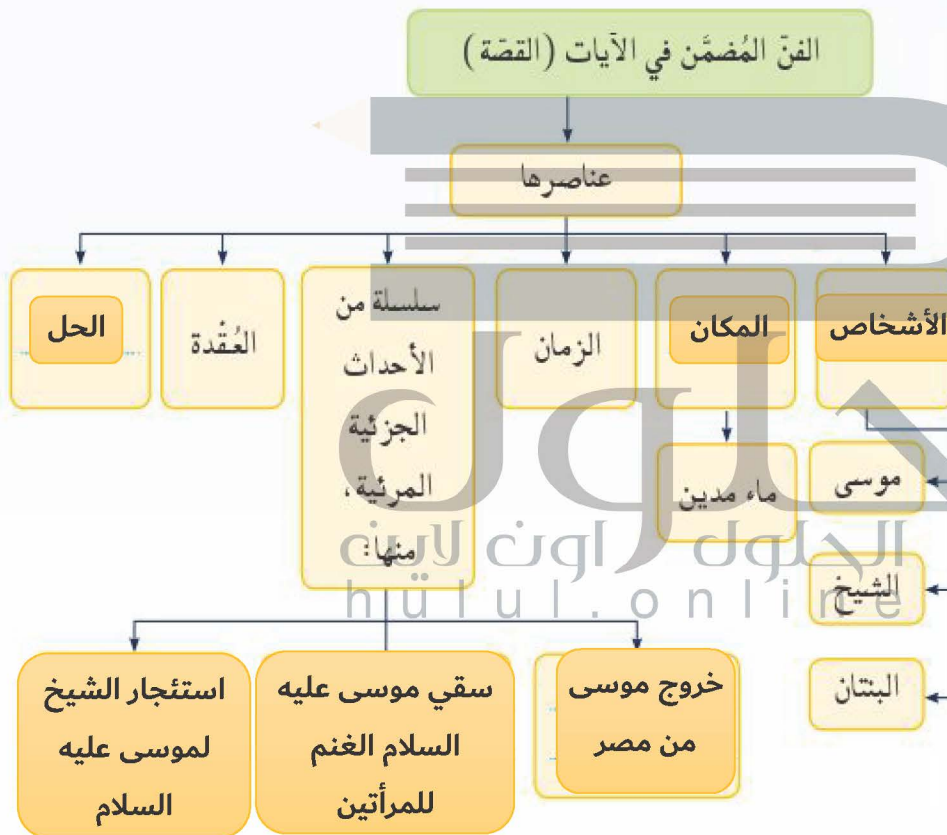 الفنّ المُضمَّن في الآيات (القصّة)
عناصرها
الأشخاص
المكان
الزمان
سلسلة من
الأحداث
الجزئية
المرئية،
منها:
العُقْدة
الحل
موسى
الشيخ
البنتان
ماء مدين
خروج موسى
من مصر
سقي موسى عليه
السلام الغنم
للمرأتين
استئجار الشيخ
لموسى عليه
السلام
حلول
الحلول اون لاين
hulul.online